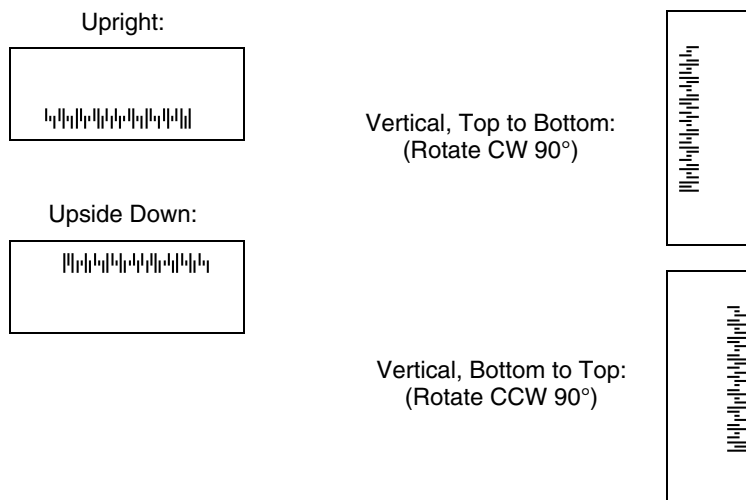 Upright:
Vertical, Top to Bottom:
(Rotate CW 90°)
Upside Down:
Vertical, Bottom to Top:
(Rotate CCW 90°)